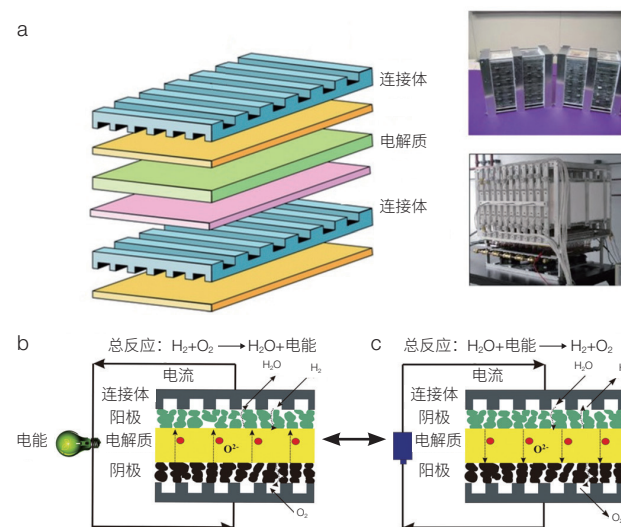 a
连接体
电解质
连接体
b
总反应：H₂+O₂ → H₂O+电能
电流
H₂O
H₂
连接体
阳极
电能
电解质
O²⁻
阴极
O₂
c
总反应：H₂O+电能 → H₂+O₂
电流
H₂O
连接体
阴极
电解质
O²⁻
阳极